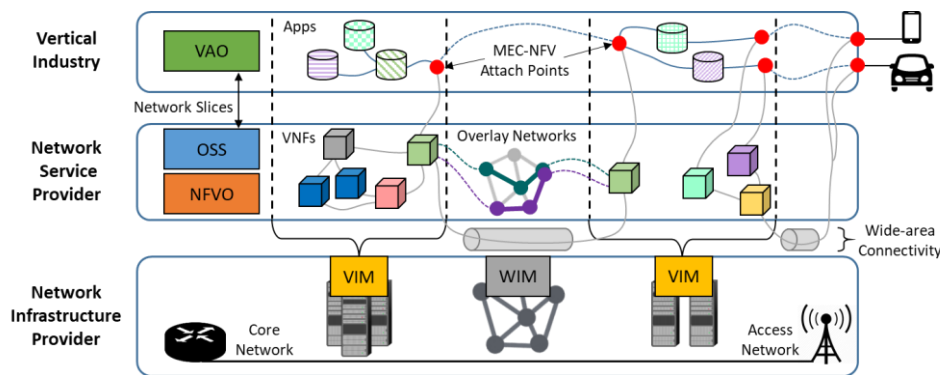 Vertical
Industry
VAO
Apps
MEC-NFV
Attach Points
Network Slices
Network
Service
Provider
OSS
NFVO
VNFs
Overlay Networks
Wide-area
Connectivity
Network
Infrastructure
Provider
VIM
WIM
VIM
Core
Network
Access
Network